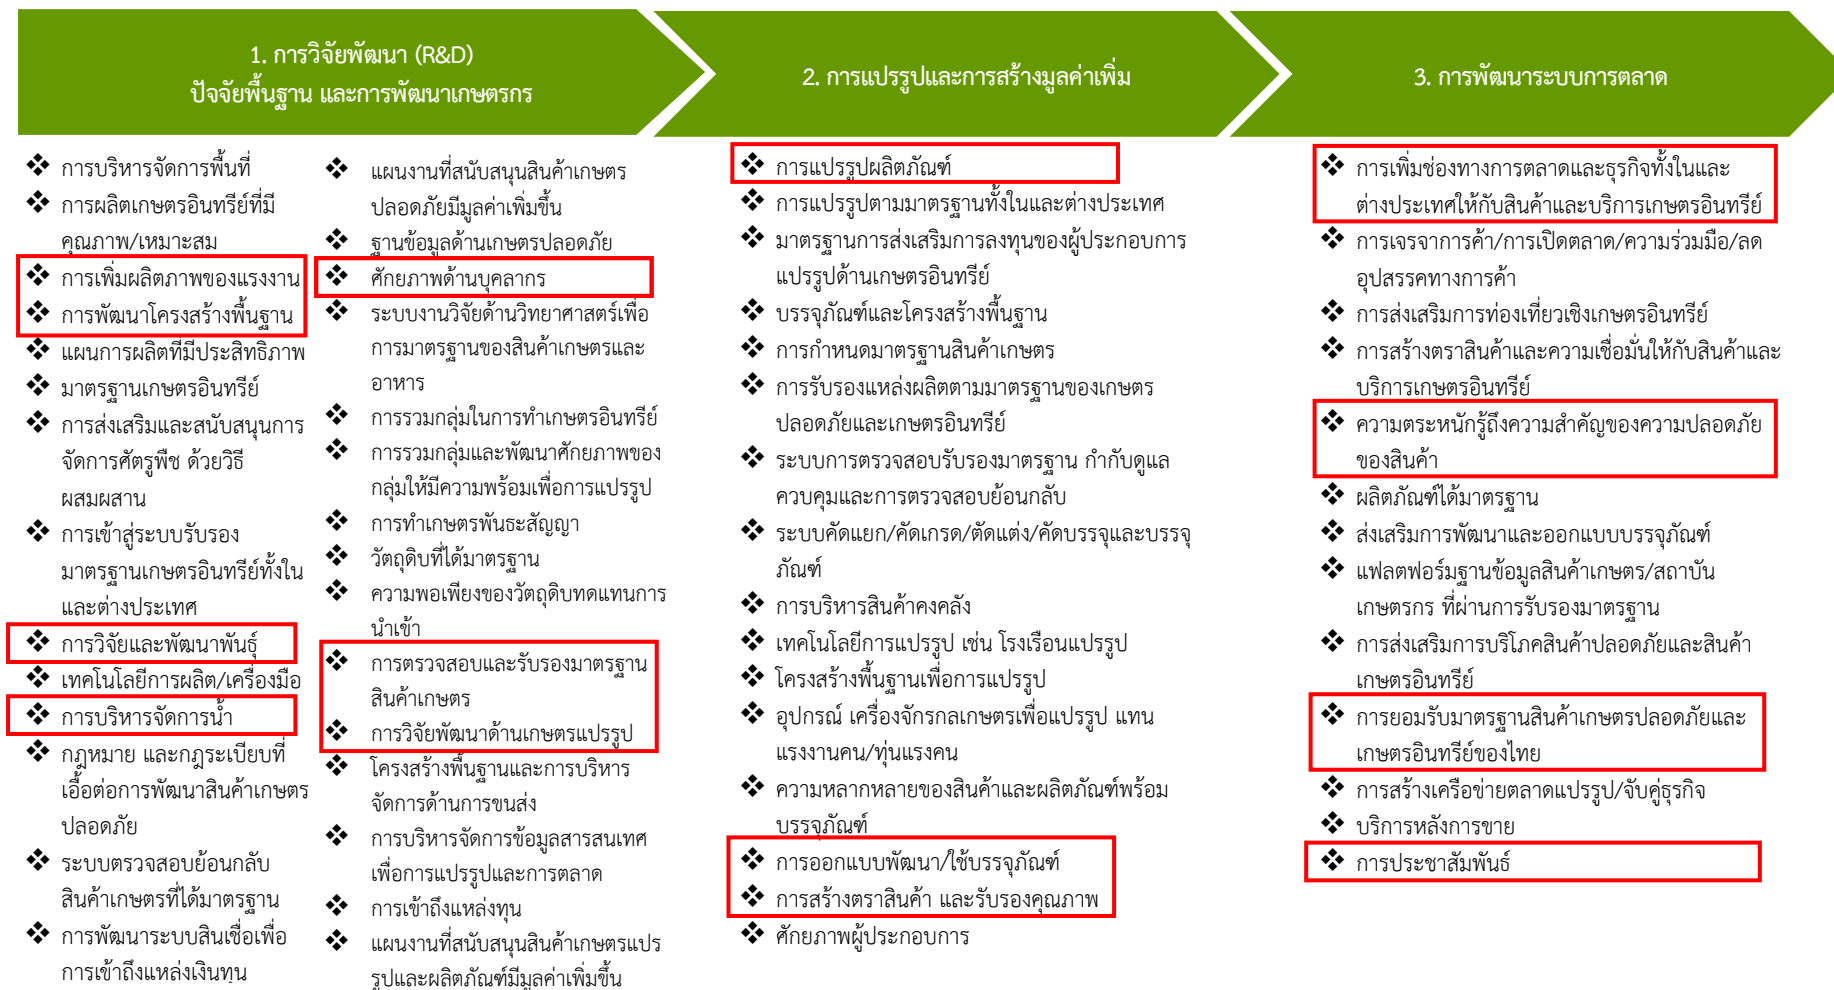 1. การวิจัยพัฒนา (R&D)
ปัจจัยพื้นฐาน และการพัฒนาเกษตรกร
2. การแปรรูปและการสร้างมูลค่าเพิ่ม
3. การพัฒนาระบบการตลาด
❖ การบริหารจัดการพื้นที่
❖ การผลิตเกษตรอินทรีย์ที่มี
คุณภาพ/เหมาะสม
❖ การเพิ่มผลิตภาพของแรงงาน
❖ การพัฒนาโครงสร้างพื้นฐาน
❖ แผนการผลิตที่มีประสิทธิภาพ
❖ มาตรฐานเกษตรอินทรีย์
❖ การส่งเสริมและสนับสนุนการ
จัดการศัตรูพืช ด้วยวิธี
ผสมผสาน
❖ การเข้าสู่ระบบรับรอง
มาตรฐานเกษตรอินทรีย์ทั้งใน
และต่างประเทศ
❖ การวิจัยและพัฒนาพันธุ์
❖ เทคโนโลยีการผลิต/เครื่องมือ
❖ การบริหารจัดการน้ำ
❖ กฎหมาย และกฎระเบียบที่
เอื้อต่อการพัฒนาสินค้าเกษตร
ปลอดภัย
❖ ระบบตรวจสอบย้อนกลับ
สินค้าเกษตรที่ได้มาตรฐาน
❖ การพัฒนาระบบสินเชื่อเพื่อ
การเข้าถึงแหล่งเงินทุน
❖ แผนงานที่สนับสนุนสินค้าเกษตร
ปลอดภัยมีมูลค่าเพิ่มขึ้น
❖ ฐานข้อมูลด้านเกษตรปลอดภัย
❖ ศักยภาพด้านบุคลากร
❖ ระบบงานวิจัยด้านวิทยาศาสตร์เพื่อ
การมาตรฐานของสินค้าเกษตรและ
อาหาร
❖ การรวมกลุ่มในการทำเกษตรอินทรีย์
❖ การรวมกลุ่มและพัฒนาศักยภาพของ
กลุ่มให้มีความพร้อมเพื่อการแปรรูป
❖ การทำเกษตรพันธะสัญญา
❖ วัตถุดิบที่ได้มาตรฐาน
❖ ความพอเพียงของวัตถุดิบทดแทนการ
นำเข้า
❖ การตรวจสอบและรับรองมาตรฐาน
สินค้าเกษตร
❖ การวิจัยพัฒนาด้านเกษตรแปรรูป
❖ โครงสร้างพื้นฐานและการบริหาร
จัดการด้านการขนส่ง
❖ การบริหารจัดการข้อมูลสารสนเทศ
เพื่อการแปรรูปและการตลาด
❖ การเข้าถึงแหล่งทุน
❖ แผนงานที่สนับสนุนสินค้าเกษตรแปร
รูปและผลิตภัณฑ์มีมูลค่าเพิ่มขึ้น
❖ การแปรรูปผลิตภัณฑ์
❖ การแปรรูปตามมาตรฐานทั้งในและต่างประเทศ
❖ มาตรฐานการส่งเสริมการลงทุนของผู้ประกอบการ
แปรรูปด้านเกษตรอินทรีย์
❖ บรรจุภัณฑ์และโครงสร้างพื้นฐาน
❖ การกำหนดมาตรฐานสินค้าเกษตร
❖ การรับรองแหล่งผลิตตามมาตรฐานของเกษตร
ปลอดภัยและเกษตรอินทรีย์
❖ ระบบการตรวจสอบรับรองมาตรฐาน กำกับดูแล
ควบคุมและการตรวจสอบย้อนกลับ
❖ ระบบคัดแยก/คัดเกรด/ตัดแต่ง/คัดบรรจุและบรรจุ
ภัณฑ์
❖ การบริหารสินค้าคงคลัง
❖ เทคโนโลยีการแปรรูป เช่น โรงเรือนแปรรูป
❖ โครงสร้างพื้นฐานเพื่อการแปรรูป
❖ อุปกรณ์ เครื่องจักรกลเกษตรเพื่อแปรรูป แทน
แรงงานคน/ทุ่นแรงคน
❖ ความหลากหลายของสินค้าและผลิตภัณฑ์พร้อม
บรรจุภัณฑ์
❖ การออกแบบพัฒนา/ใช้บรรจุภัณฑ์
❖ การสร้างตราสินค้า และรับรองคุณภาพ
❖ ศักยภาพผู้ประกอบการ
❖ การเพิ่มช่องทางการตลาดและธุรกิจทั้งในและ
ต่างประเทศให้กับสินค้าและบริการเกษตรอินทรีย์
❖ การเจรจาการค้า/การเปิดตลาด/ความร่วมมือ/ลด
อุปสรรคทางการค้า
❖ การส่งเสริมการท่องเที่ยวเชิงเกษตรอินทรีย์
❖ การสร้างตราสินค้าและความเชื่อมั่นให้กับสินค้าและ
บริการเกษตรอินทรีย์
❖ ความตระหนักรู้ถึงความสำคัญของความปลอดภัย
ของสินค้า
❖ ผลิตภัณฑ์ได้มาตรฐาน
❖ ส่งเสริมการพัฒนาและออกแบบบรรจุภัณฑ์
❖ แฟลตฟอร์มฐานข้อมูลสินค้าเกษตร/สถาบัน
เกษตรกร ที่ผ่านการรับรองมาตรฐาน
❖ การส่งเสริมการบริโภคสินค้าปลอดภัยและสินค้า
เกษตรอินทรีย์
❖ การยอมรับมาตรฐานสินค้าเกษตรปลอดภัยและ
เกษตรอินทรีย์ของไทย
❖ การสร้างเครือข่ายตลาดแปรรูป/จับคู่ธุรกิจ
❖ บริการหลังการขาย
❖ การประชาสัมพันธ์